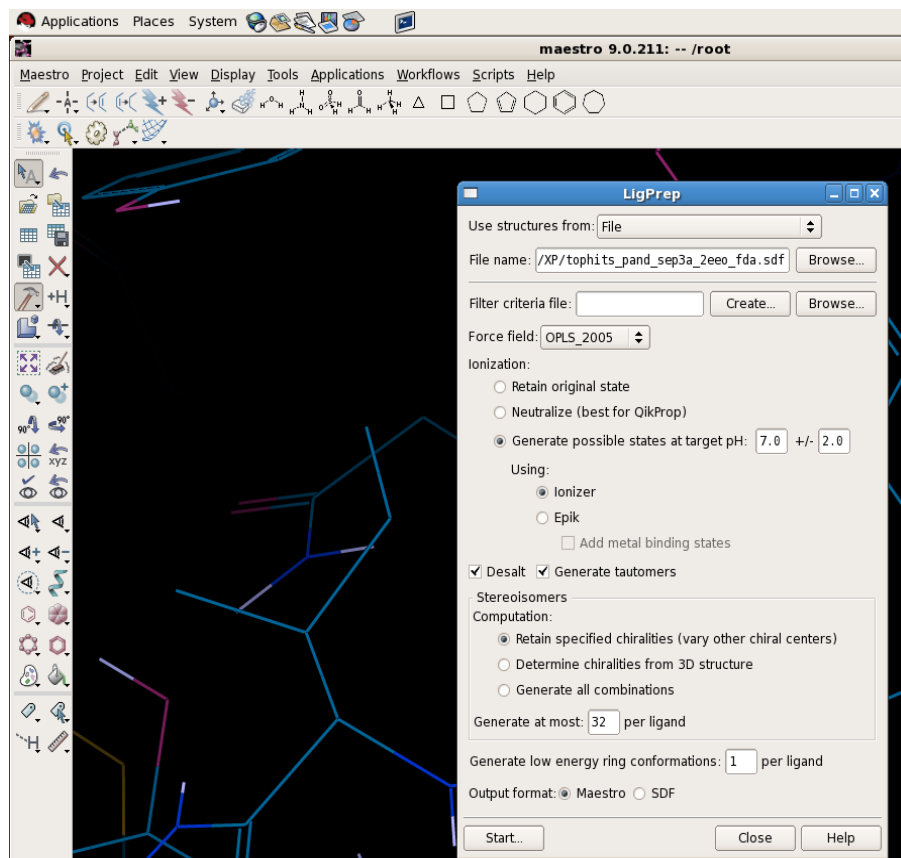 Applications Places System
maestro 9.0.211: -- /root
Maestro Project Edit View Display Tools Applications Workflows Scripts Help
LigPrep
Use structures from: File
File name: /XP/tophits_pand_sep3a_2eeo_fda.sdf Browse...
Filter criteria file: Create... Browse...
Force field: OPLS_2005
Ionization:
Retain original state
Neutralize (best for QikProp)
Generate possible states at target pH: 7.0 +/- 2.0
Using:
Ionizer
Epik
Add metal binding states
Desalt Generate tautomers
Stereoisomers
Computation:
Retain specified chiralities (vary other chiral centers)
Determine chiralities from 3D structure
Generate all combinations
Generate at most: 32 per ligand
Generate low energy ring conformations: 1 per ligand
Output format: Maestro SDF
Start... Close Help
A
+H
90° 90°
xyz
H